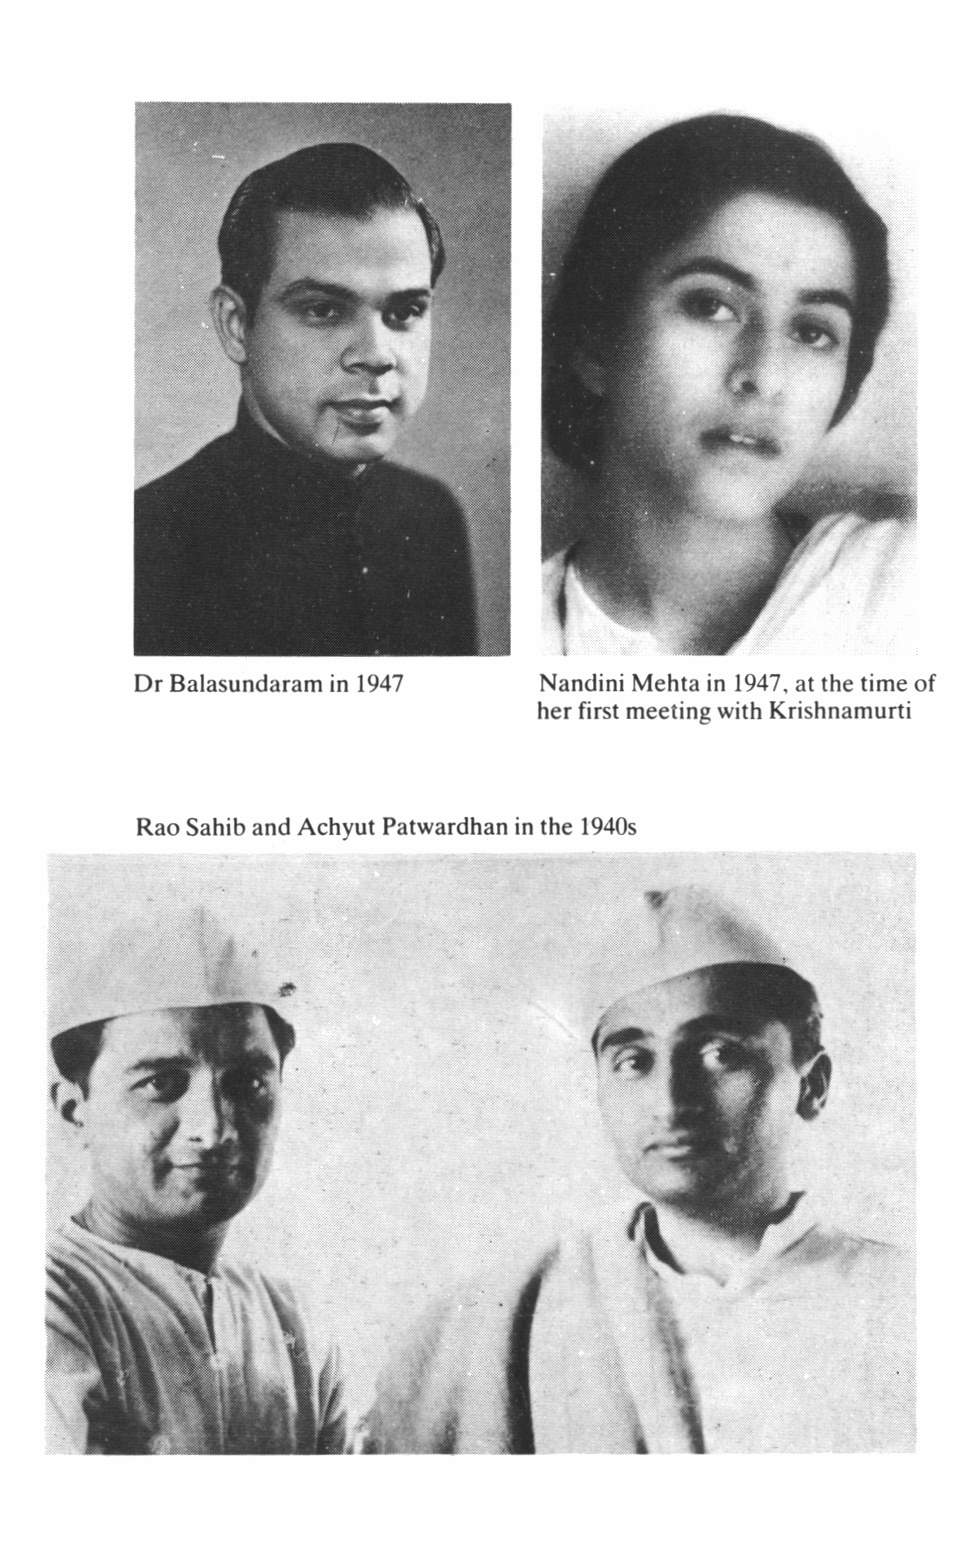 Dr Balasundaram in 1947
Nandini Mehta in 1947, at the time of
her first meeting with Krishnamurti
Rao Sahib and Achyut Patwardhan in the 1940s